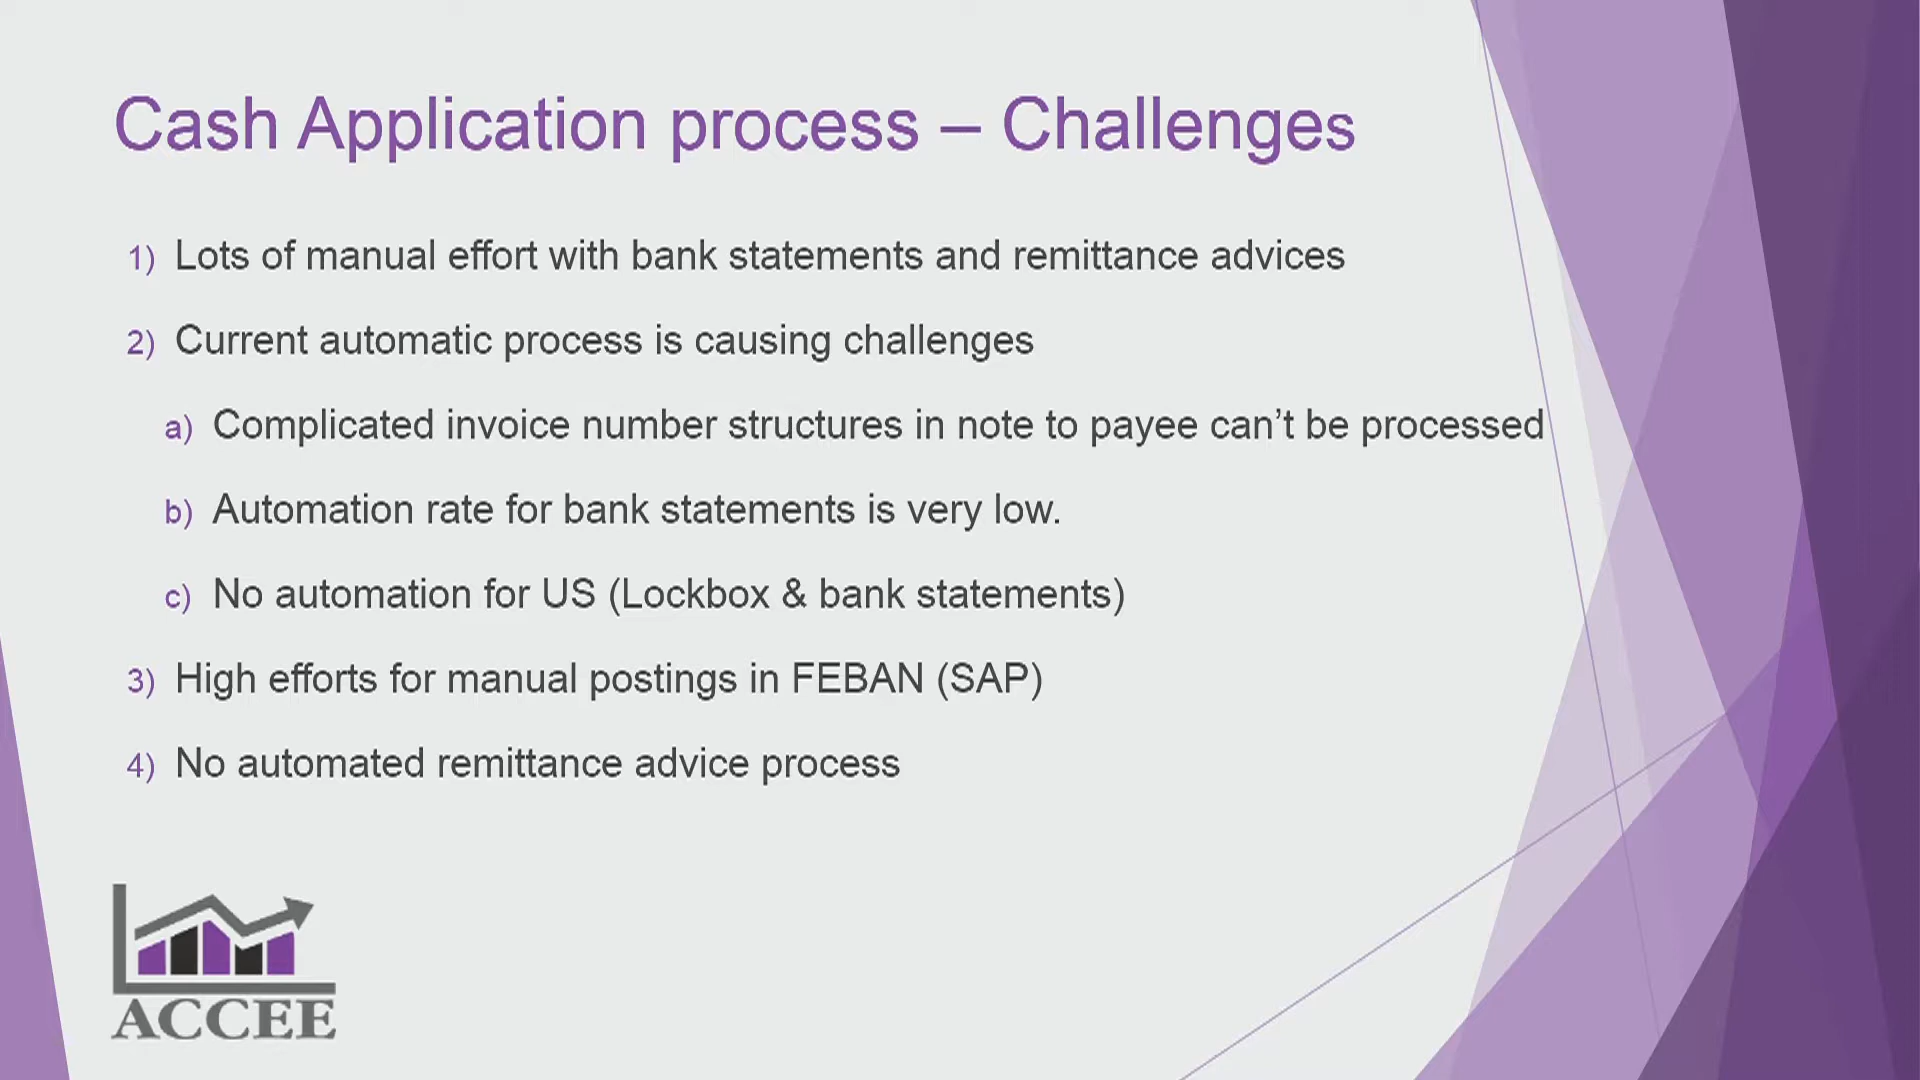 Cash Application process – Challenges
1) Lots of manual effort with bank statements and remittance advices
2) Current automatic process is causing challenges
a) Complicated invoice number structures in note to payee can’t be processed
b) Automation rate for bank statements is very low.
c) No automation for US (Lockbox & bank statements)
3) High efforts for manual postings in FEBAN (SAP)
4) No automated remittance advice process
ACCEE